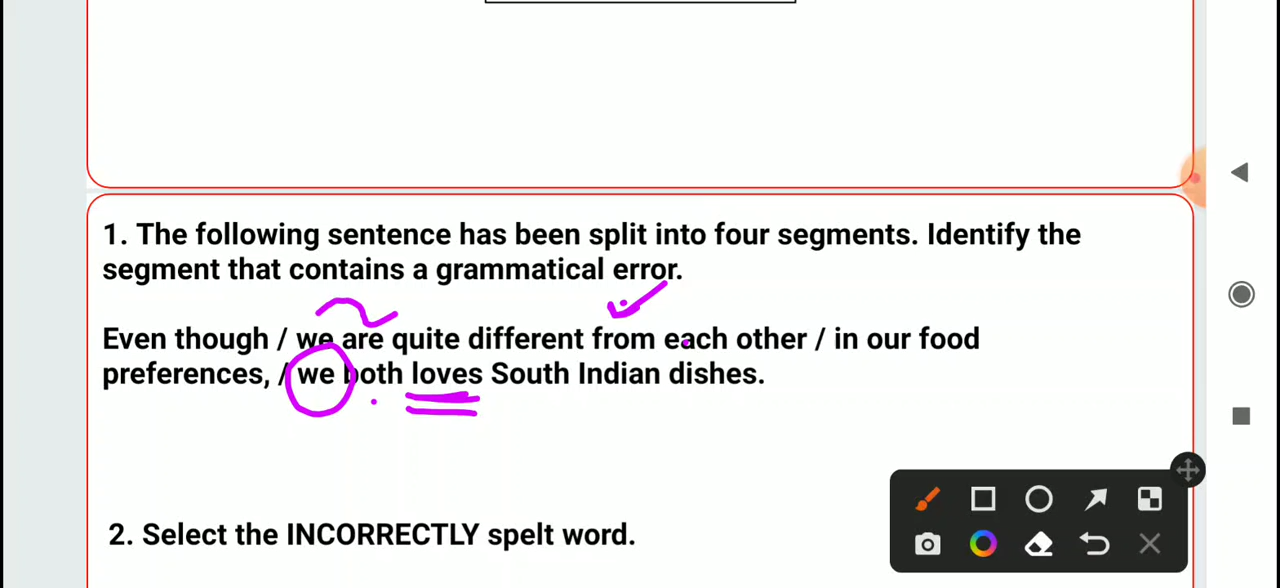 1. The following sentence has been split into four segments. Identify the
segment that contains a grammatical error.
Even though / we are quite different from each other / in our food
preferences, / we both loves South Indian dishes.
2. Select the INCORRECTLY spelt word.